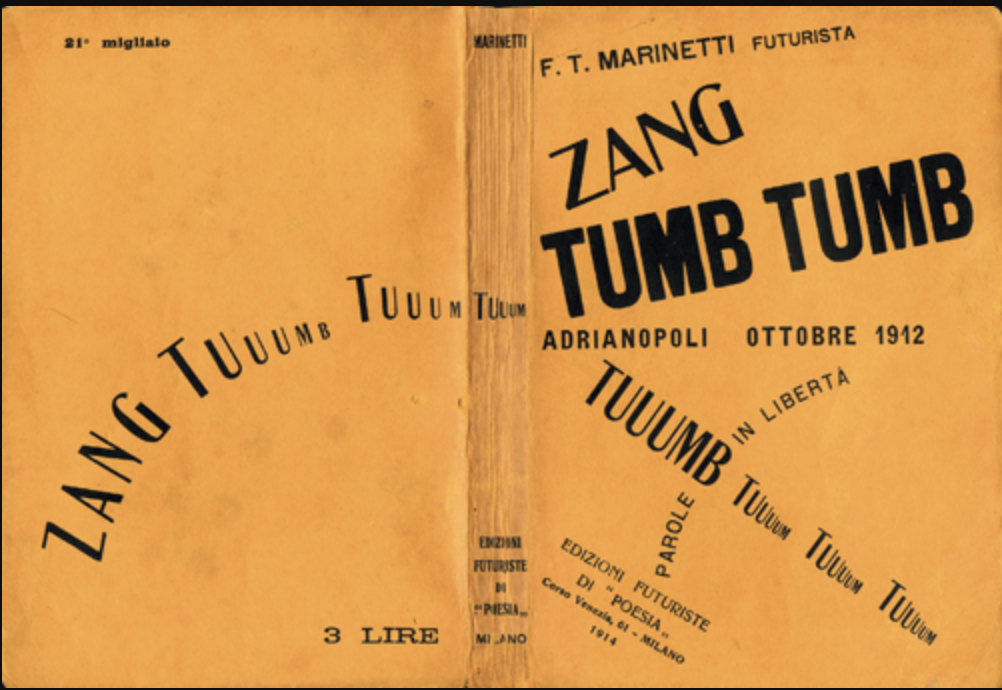 21° migliaio
ZANG TUUUMB TUUUM
3 LIRE
MARINETTI
TUUUM
EDIZIONI
FUTURISTE
DI
“POESIA„
MILANO
F. T. MARINETTI FUTURISTA
ZANG
TUMB TUMB
ADRIANOPOLI OTTOBRE 1912
TUUUMB TUUUUM TUUUUM TUUUUM
PAROLE IN LIBERTÀ
EDIZIONI FUTURISTE
DI “POESIA„
Corso Venezia, 61 - MILANO
1914